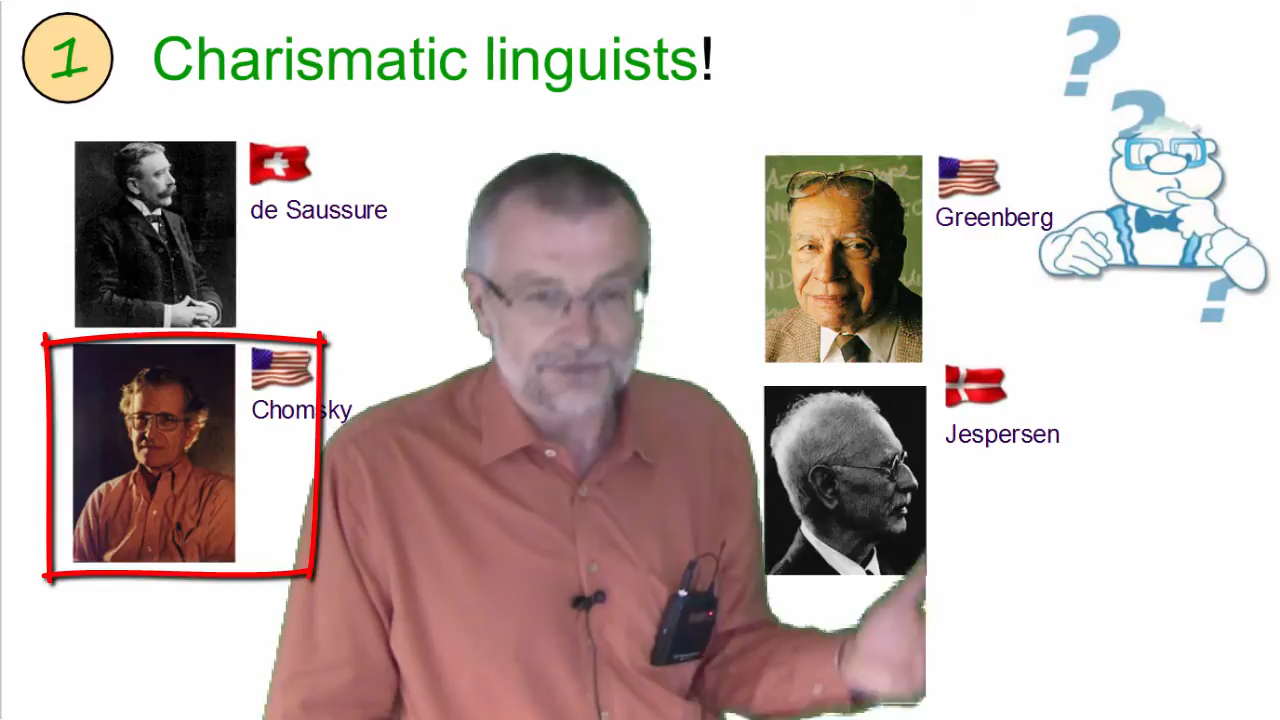 1
Charismatic linguists!
de Saussure
Chomsky
Greenberg
Jespersen